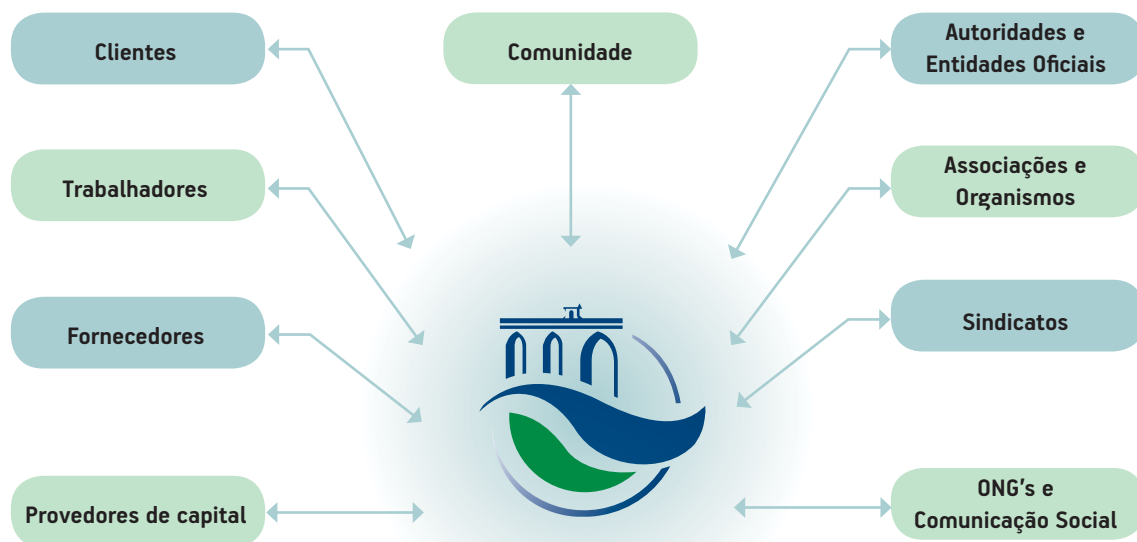 Clientes
Comunidade
Autoridades e
Entidades Oficiais
Trabalhadores
Associações e
Organismos
Fornecedores
Sindicatos
Provedores de capital
ONG's e
Comunicação Social